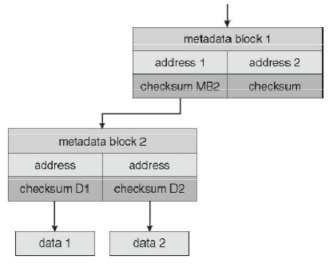 metadata block 1
address 1 address 2
checksum MB2 checksum
metadata block 2
address address
checksum D1 checksum D2
data 1 data 2